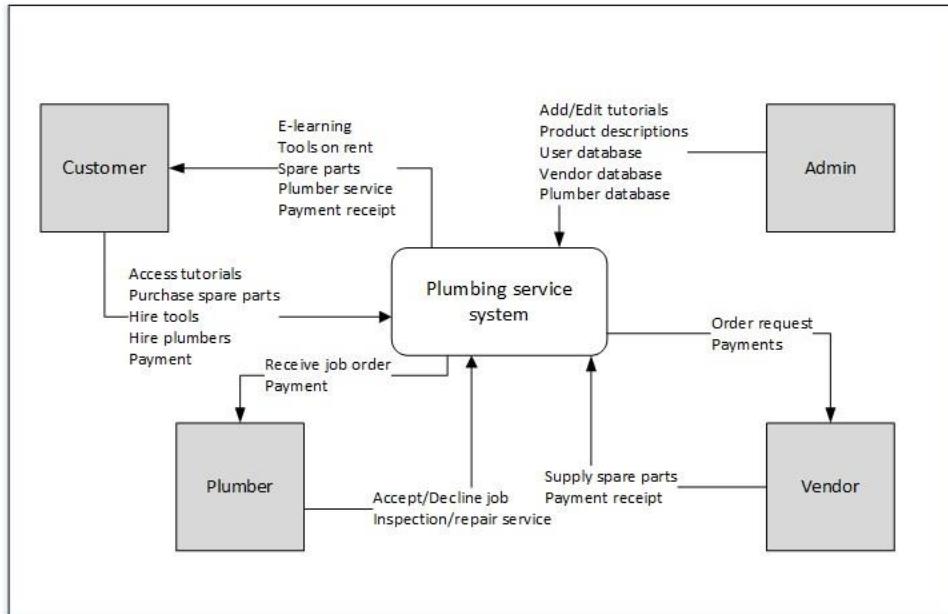 Customer
E-learning
Tools on rent
Spare parts
Plumber service
Payment receipt
Add/Edit tutorials
Product descriptions
User database
Vendor database
Plumber database
Admin
Access tutorials
Purchase spare parts
Hire tools
Hire plumbers
Payment
Plumbing service
system
Order request
Payments
Receive job order
Payment
Plumber
Accept/Decline job
Inspection/repair service
Supply spare parts
Payment receipt
Vendor